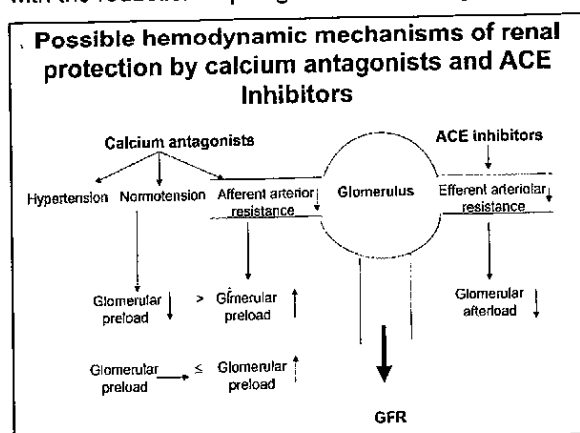 Possible hemodynamic mechanisms of renal
protection by calcium antagonists and ACE
Inhibitors
Calcium antagonists
ACE inhibitors
Hypertension Normotension Afferent arterior
resistance
Glomerulus
Efferent arteriolar
resistance
Glomerular
preload
>
Glmerular
preload
Glomerular
afterload
Glomerular
preload
≤
Glomerular
preload
GFR